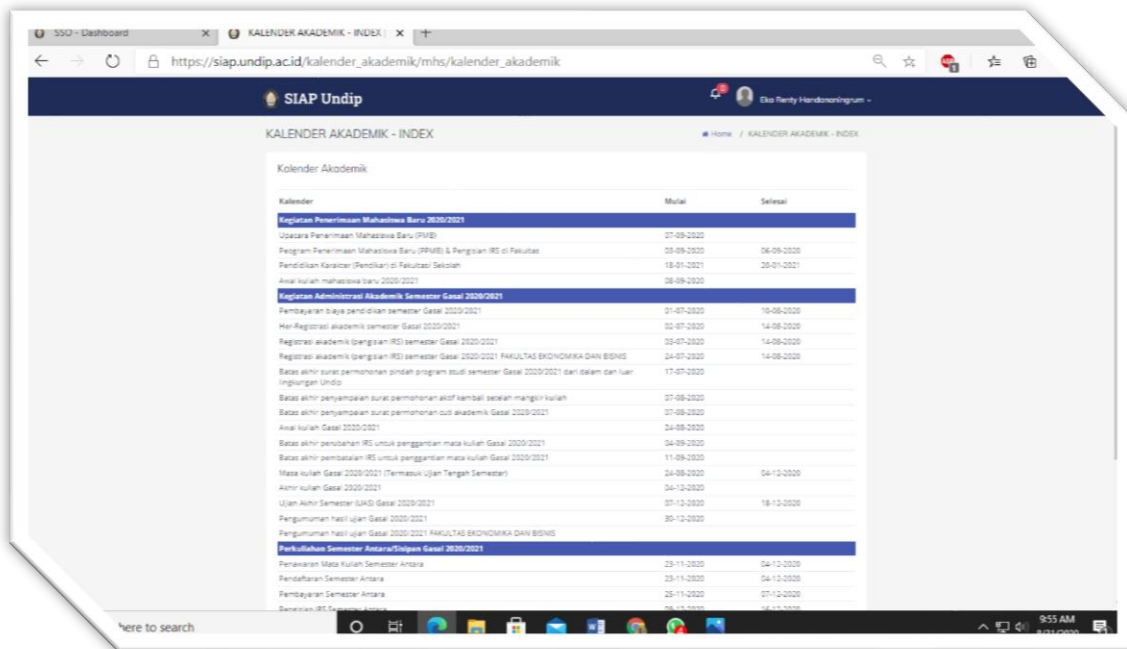 SSO - Dashboard
KALENDER AKADEMIK - INDEX
https://siap.undip.ac.id/kalender_akademik/mhs/kalender_akademik
SIAP Undip
Eka Renty Handananingrum
KALENDER AKADEMIK - INDEX
Home / KALENDER AKADEMIK - INDEX
Kalender Akademik
Kalender Mulai Selesai
Kegiatan Penerimaan Mahasiswa Baru 2020/2021
Upacara Penerimaan Mahasiswa Baru (PMB) 07-09-2020
Program Penerimaan Mahasiswa Baru (PPMB) & Pengisian IRS di Fakultas 03-09-2020 06-09-2020
Pendidikan Karakter (Pendikar) di Fakultas/ Sekolah 18-01-2021 20-01-2021
Awal kuliah mahasiswa baru 2020/2021 08-09-2020
Kegiatan Administrasi Akademik Semester Gasal 2020/2021
Pembayaran biaya pendidikan semester Gasal 2020/2021 01-07-2020 10-08-2020
Her-Registrasi akademik semester Gasal 2020/2021 02-07-2020 14-08-2020
Registrasi akademik (pengisian IRS) semester Gasal 2020/2021 03-07-2020 14-08-2020
Registrasi akademik (pengisian IRS) semester Gasal 2020/2021 FAKULTAS EKONOMIKA DAN BISNIS 24-07-2020 14-08-2020
Batas akhir surat permohonan pindah program studi semester Gasal 2020/2021 dari dalam dan luar 17-07-2020
lingkungan Undip
Batas akhir penyampaian surat permohonan aktif kembali setelah mangkir kuliah 07-08-2020
Batas akhir penyampaian surat permohonan cuti akademik Gasal 2020/2021 07-08-2020
Awal kuliah Gasal 2020/2021 24-08-2020
Batas akhir perubahan IRS untuk penggantian mata kuliah Gasal 2020/2021 04-09-2020
Batas akhir pembatalan IRS untuk penggantian mata kuliah Gasal 2020/2021 11-09-2020
Masa kuliah Gasal 2020/2021 (Termasuk Ujian Tengah Semester) 24-08-2020 04-12-2020
Akhir kuliah Gasal 2020/2021 04-12-2020
Ujian Akhir Semester (UAS) Gasal 2020/2021 07-12-2020 18-12-2020
Pengumuman hasil ujian Gasal 2020/2021 30-12-2020
Pengumuman hasil ujian Gasal 2020/2021 FAKULTAS EKONOMIKA DAN BISNIS
Perkuliahan Semester Antara/Sisipan Gasal 2020/2021
Penawaran Mata Kuliah Semester Antara 23-11-2020 04-12-2020
Pendaftaran Semester Antara 23-11-2020 04-12-2020
Pembayaran Semester Antara 25-11-2020 07-12-2020
Pengisian IRS Semester Antara
here to search
9:55 AM